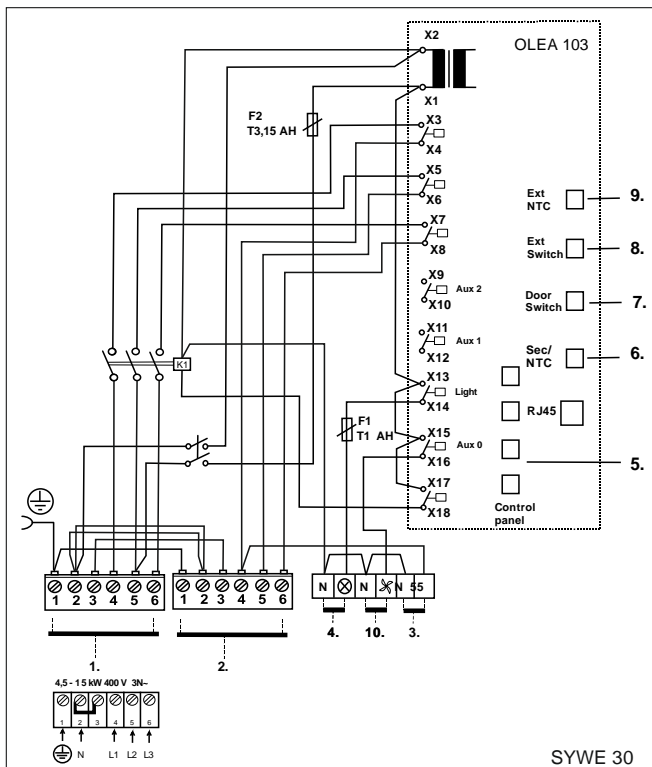 X2
OLEA 103
X1
F2
T3,15 AH
X3
X4
X5
X6
X7
X8
X9
Aux 2
X10
X11
Aux 1
X12
X13
Light
X14
X15
Aux 0
X16
X17
X18
Ext
NTC
9.
Ext
Switch
8.
Door
Switch
7.
Sec/
NTC
6.
RJ45
5.
Control
panel
K1
F1
T1 AH
1 2 3 4 5 6
1 2 3 4 5 6
N N N 55
1.
2.
4.
10.
3.
4,5 - 15 kW 400 V 3N~
1 2 3 4 5 6
N L1 L2 L3
SYWE 30